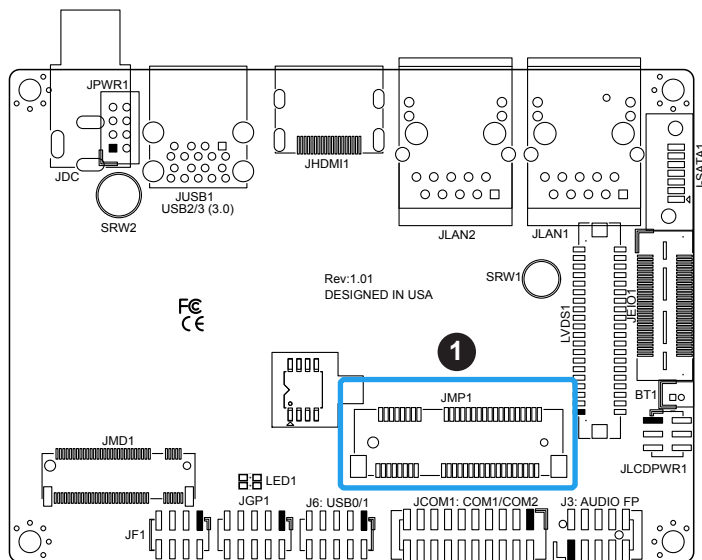 JPWR1
JDC
SRW2
JUSB1
USB2/3 (3.0)
JHDMI1
JLAN2
JLAN1
I-SATA1
SRW1
Rev:1.01
DESIGNED IN USA
LVDS1
JEIO1
FC
CE
1
JMP1
BT1
JMD1
JLCDPWR1
LED1
JGP1
J6: USB0/1
JCOM1: COM1/COM2
J3: AUDIO FP
JF1